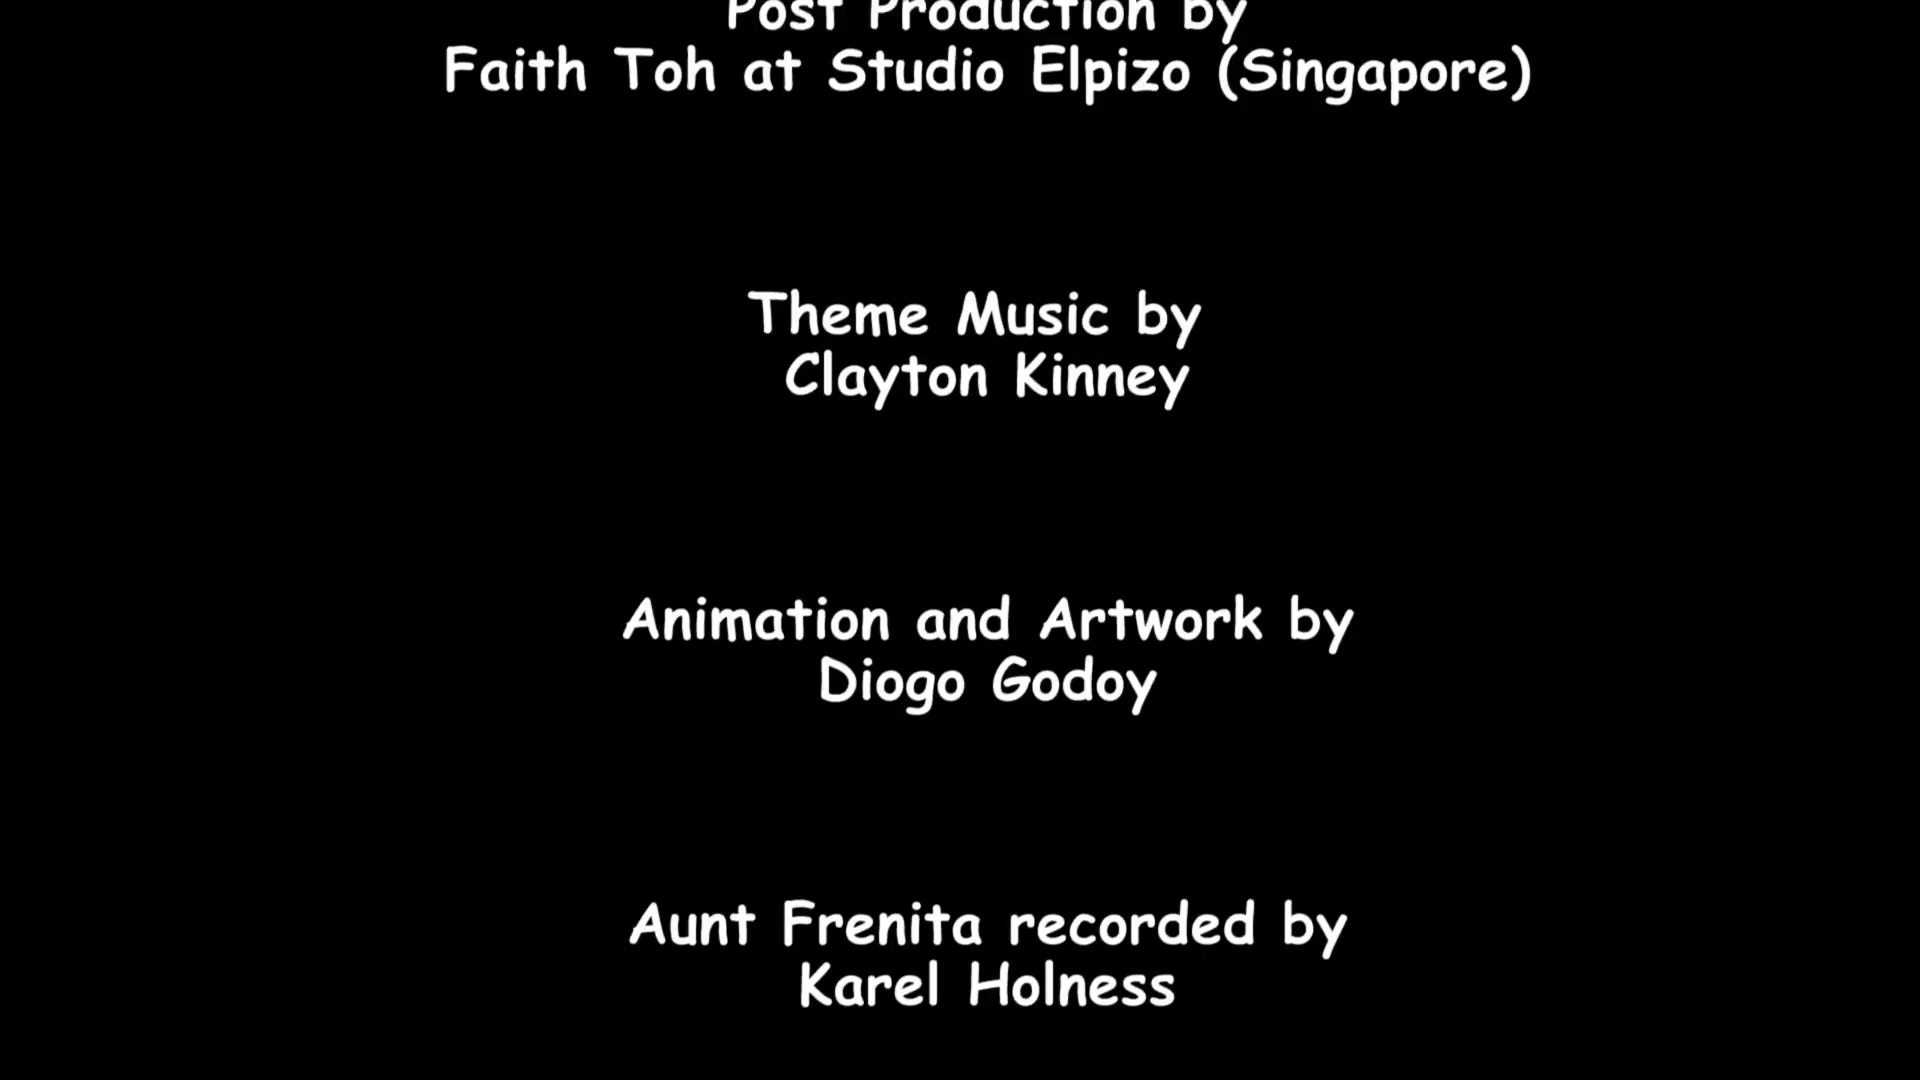 Post Production by
Faith Toh at Studio Elpizo (Singapore)
Theme Music by
Clayton Kinney
Animation and Artwork by
Diogo Godoy
Aunt Frenita recorded by
Karel Holness